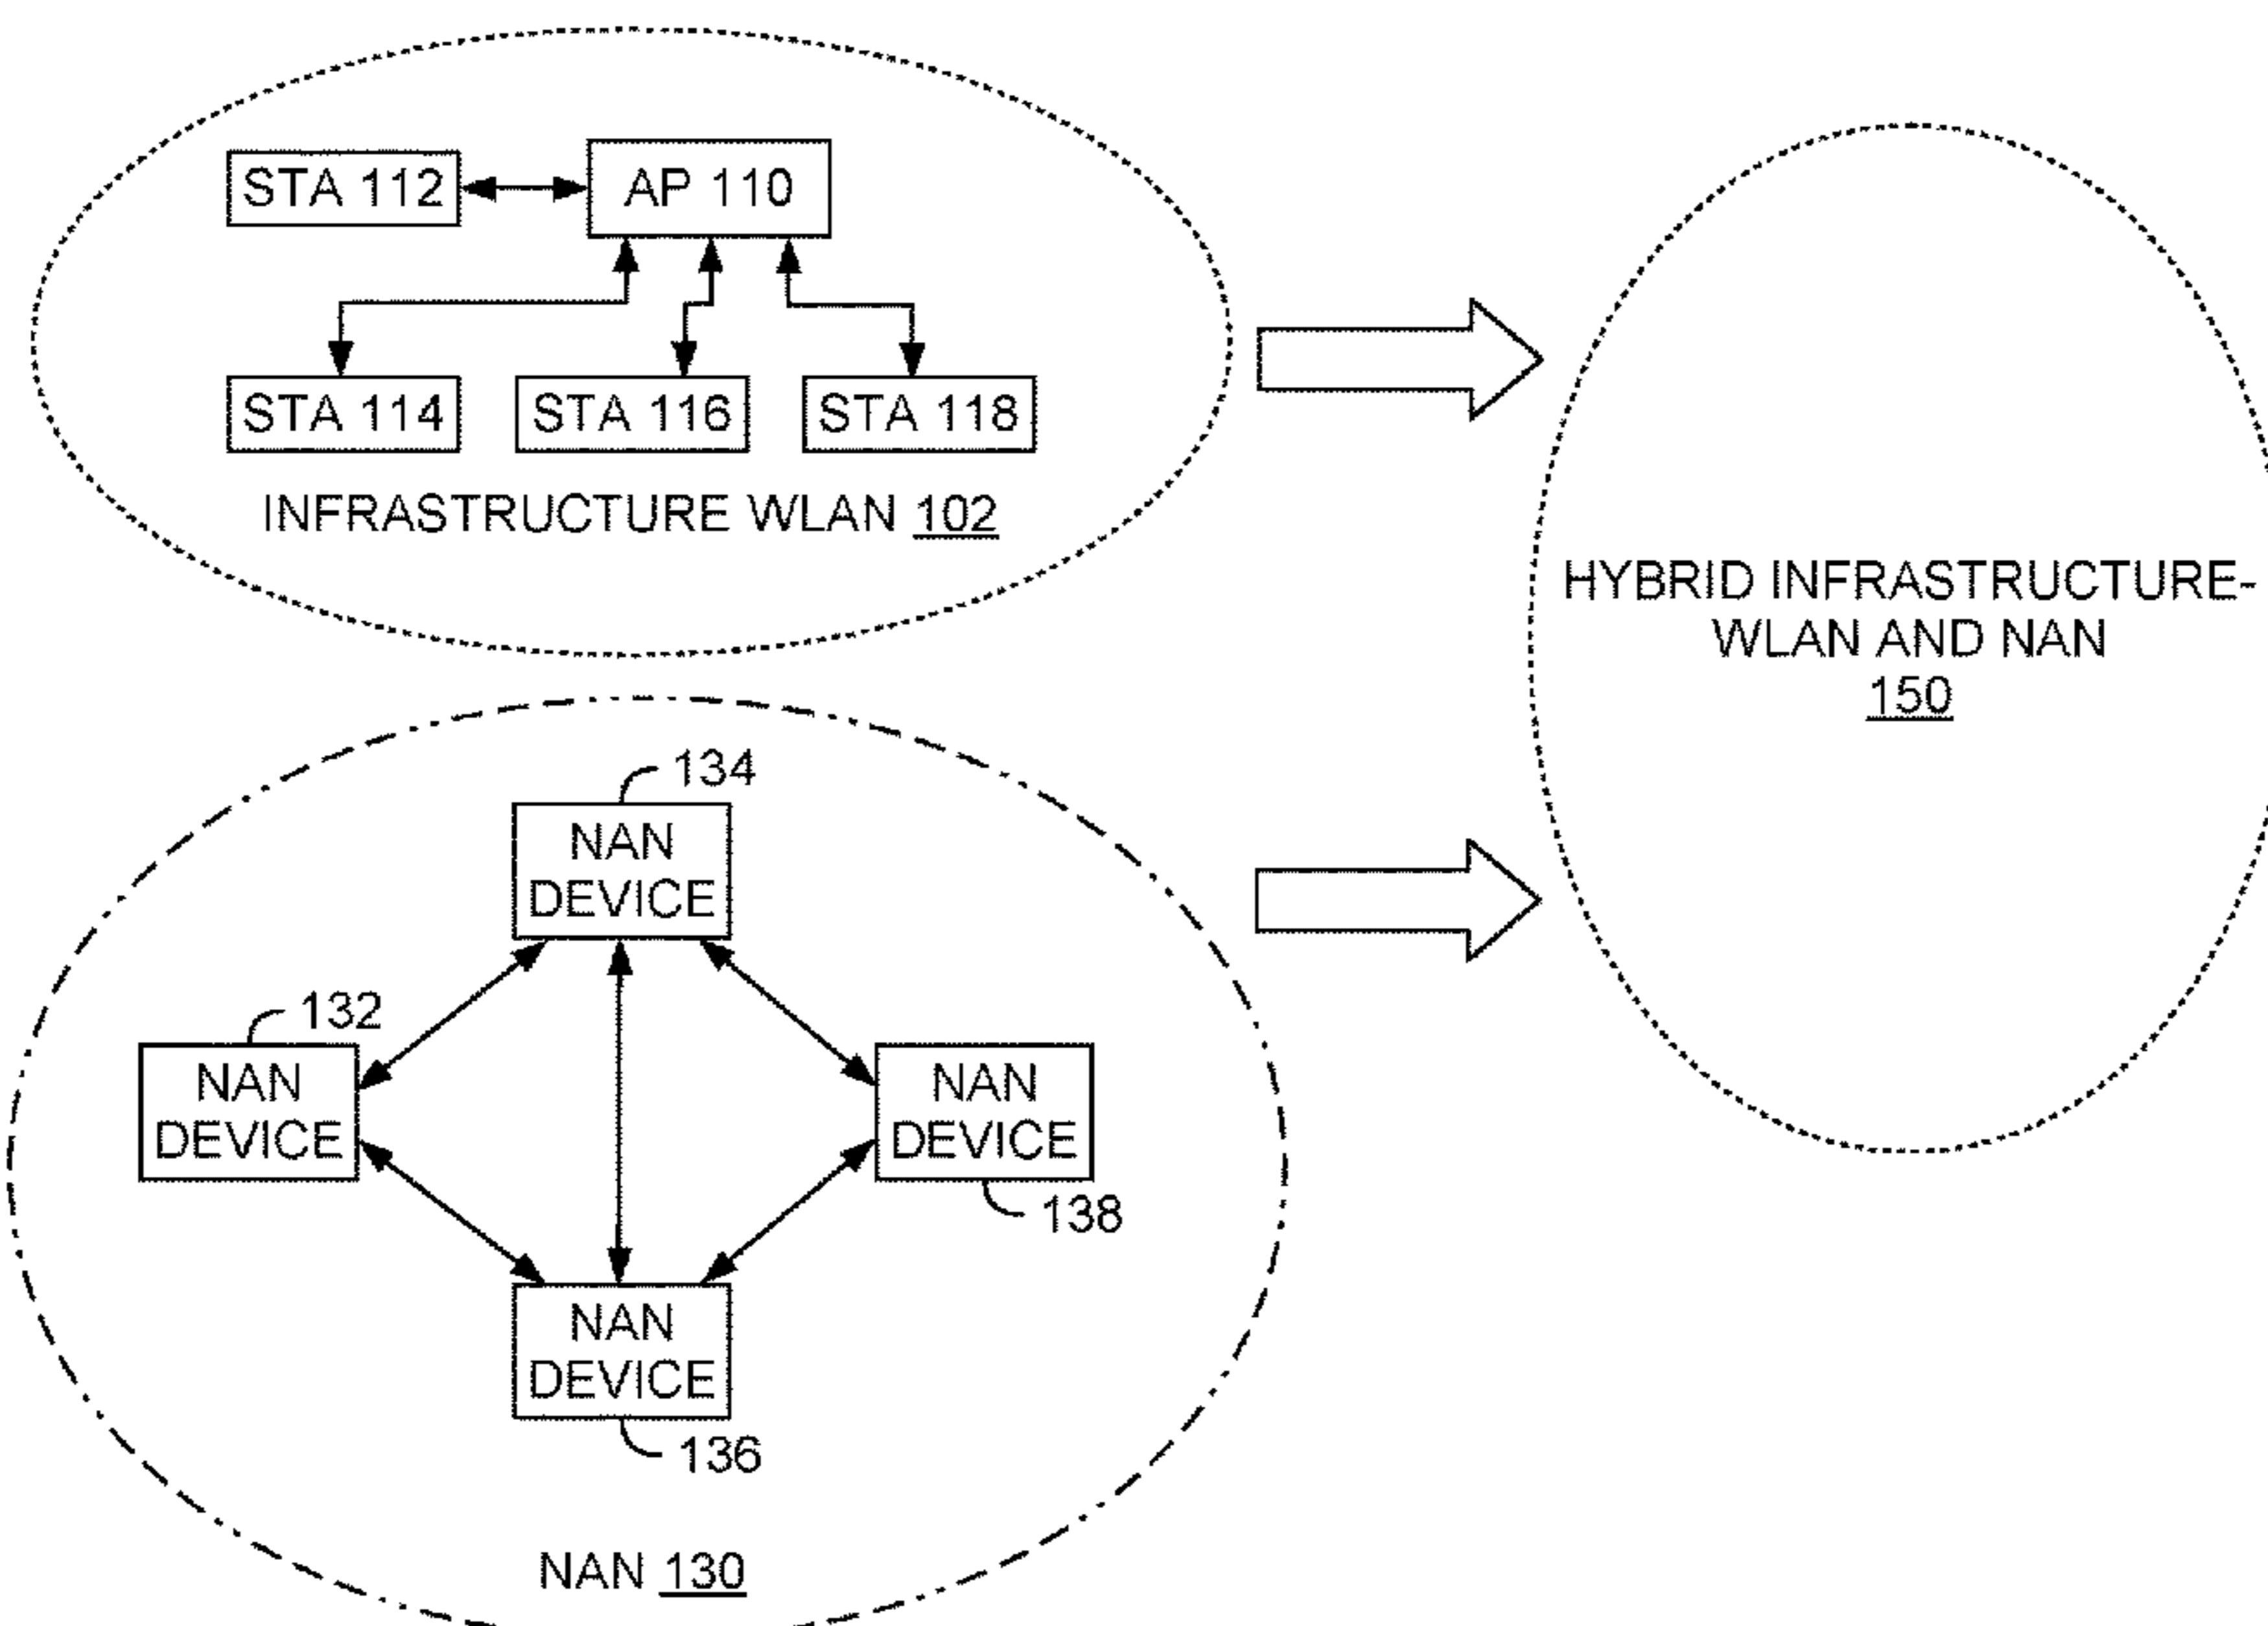 STA 112
AP 110
STA 114
STA 116
STA 118
INFRASTRUCTURE WLAN 102
HYBRID INFRASTRUCTURE-
WLAN AND NAN
150
134
NAN
DEVICE
132
NAN
DEVICE
NAN
DEVICE
138
NAN
DEVICE
136
NAN 130